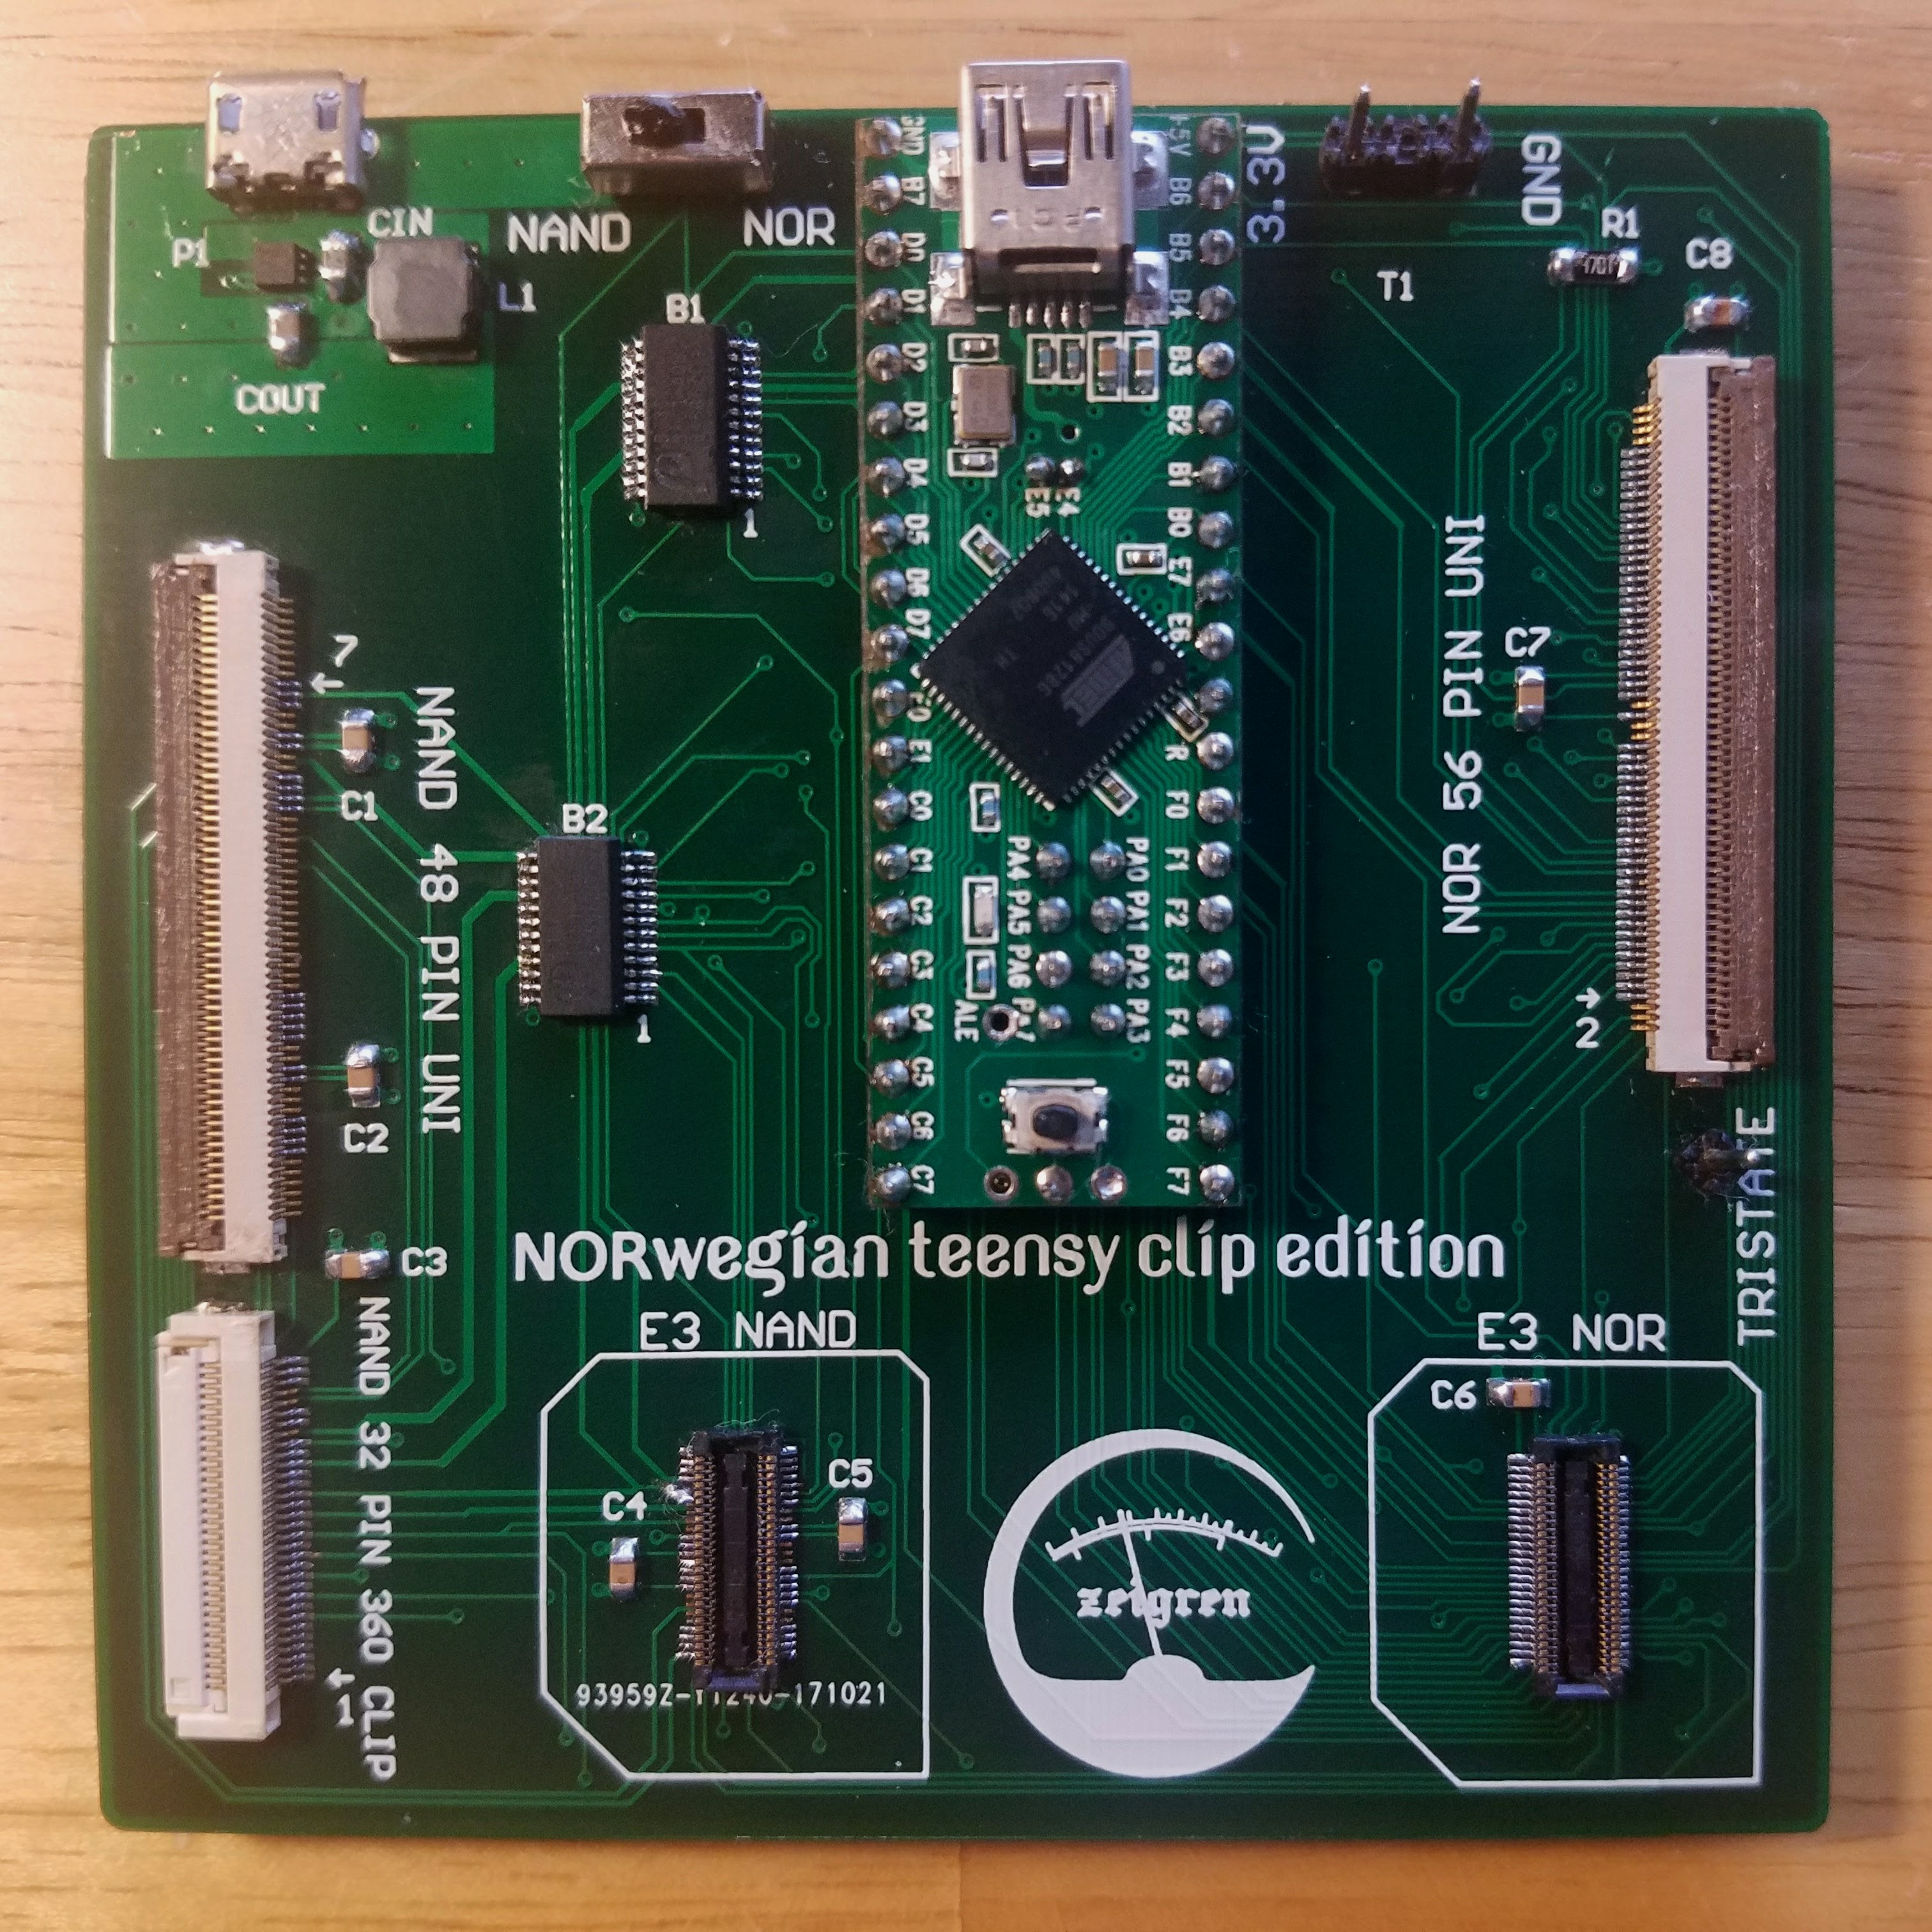 CIN
P1
L1
COUT
NAND
NOR
B1
1
GND
B7
D0
D1
D2
D3
D4
D5
D6
D7
E1
C0
C1
C2
C3
C4
C5
C6
C7
B6
B5
B4
B3
B2
B1
B0
E7
E6
R
F0
F1
F2
F3
F4
F5
F6
F7
E5
E4
ATMEL
PA4 PA5 PA6
PA0 PA1 PA2 PA3
ALE
3.3V
GND
T1
R1
C8
NOR 56 PIN UNI
C7
2
TRISTATE
7
C1
NAND 48 PIN UNI
B2
1
C2
C3
NAND 32 PIN 360 CLIP
1
NORwegian teensy clip edition
E3 NAND
C4
C5
zeigren
E3 NOR
C6